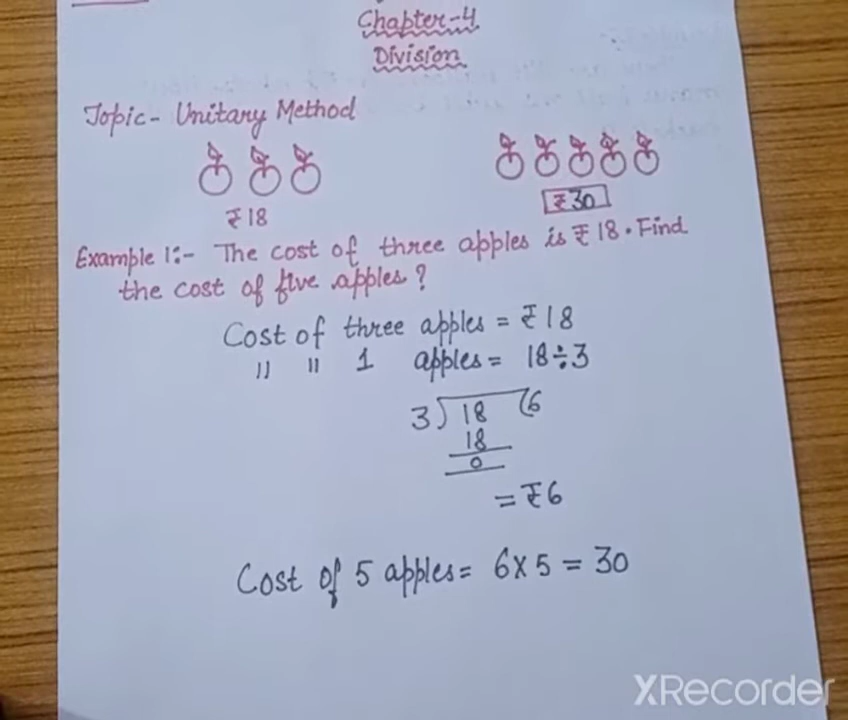 Chapter-4
Division
Topic- Unitary Method
₹18
₹30
Example 1:- The cost of three apples is ₹18. Find
the cost of five apples?
Cost of three apples = ₹18
" " 1 apples = 18÷3
3)18(6
18
0
= ₹6
Cost of 5 apples = 6×5 = 30
XRecorder